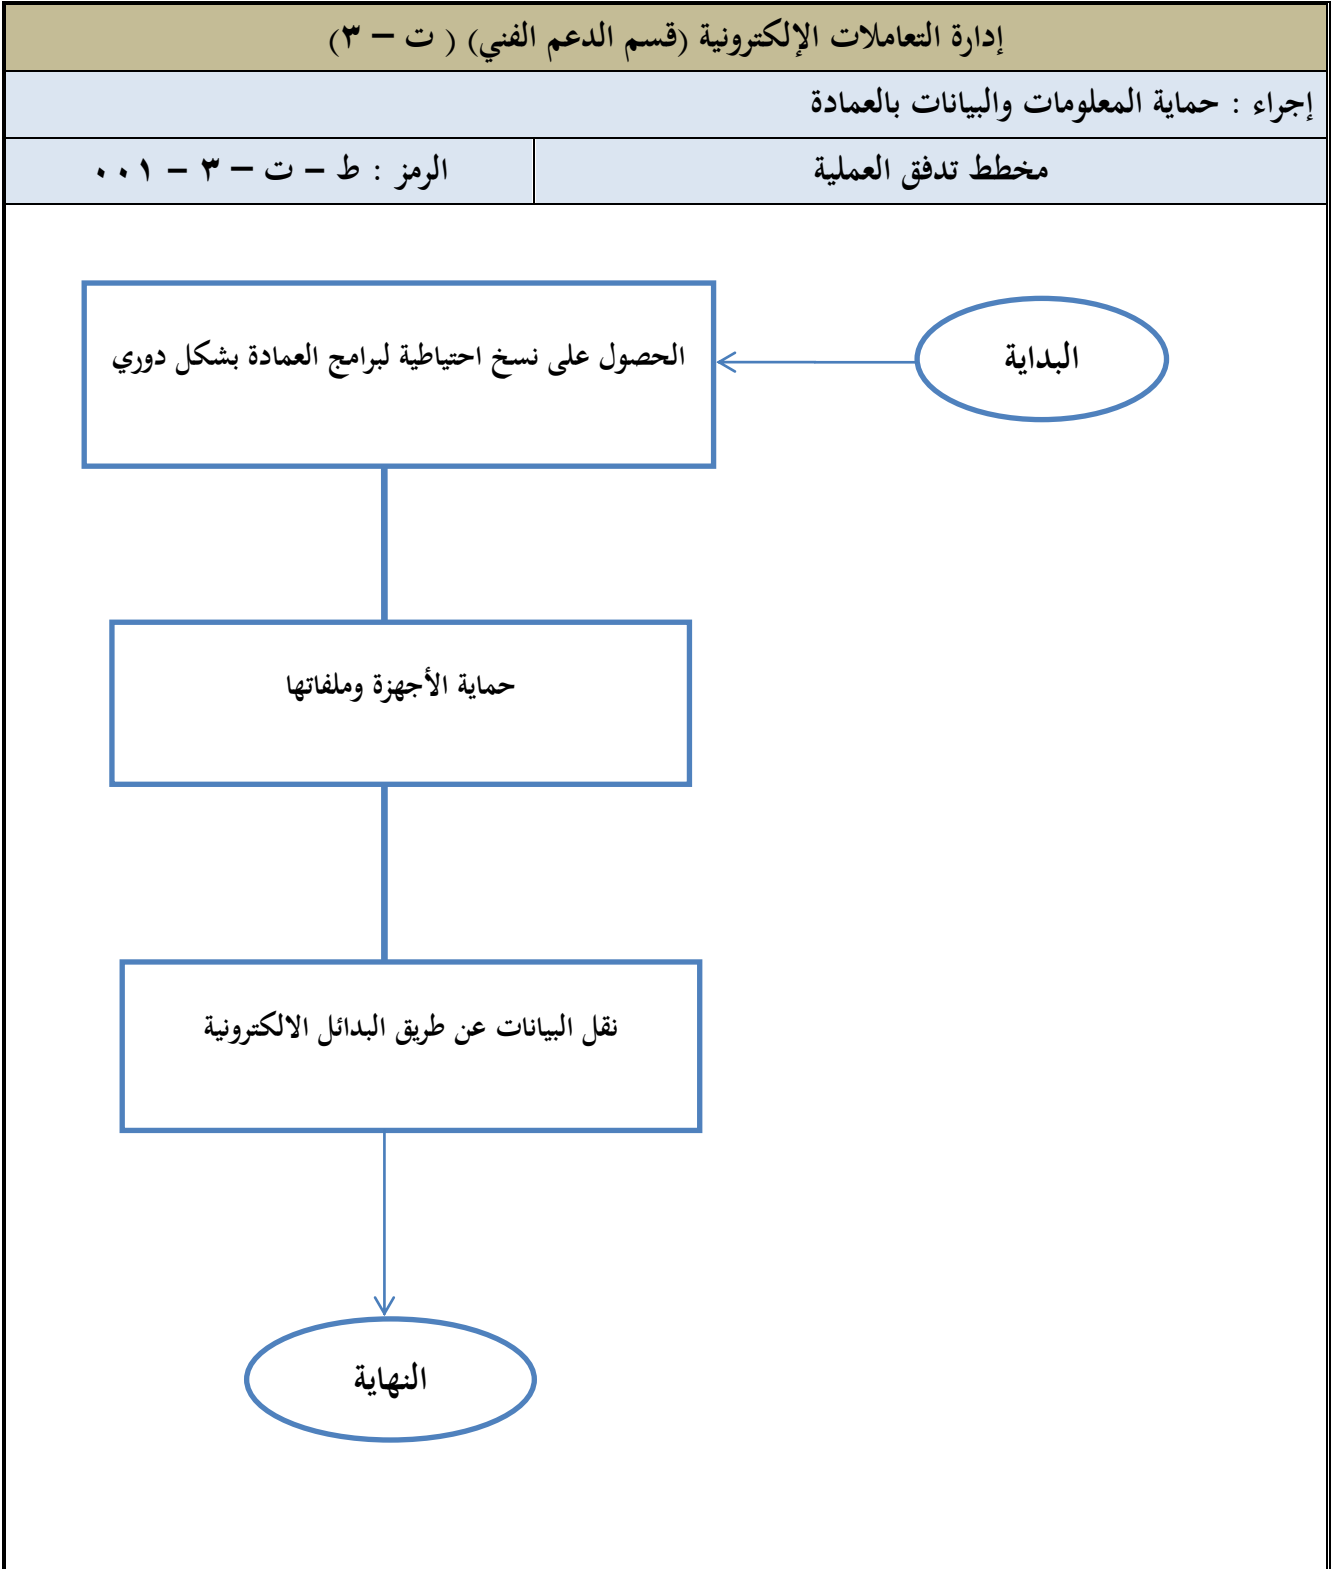 إدارة التعاملات الإلكترونية (قسم الدعم الفني) ( ت – ٣)
إجراء : حماية المعلومات والبيانات بالعمادة
مخطط تدفق العملية
الرمز : ط – ت – ٣ – ٠٠١
البداية
الحصول على نسخ احتياطية لبرامج العمادة بشكل دوري
حماية الأجهزة وملفاتها
نقل البيانات عن طريق البدائل الالكترونية
النهاية